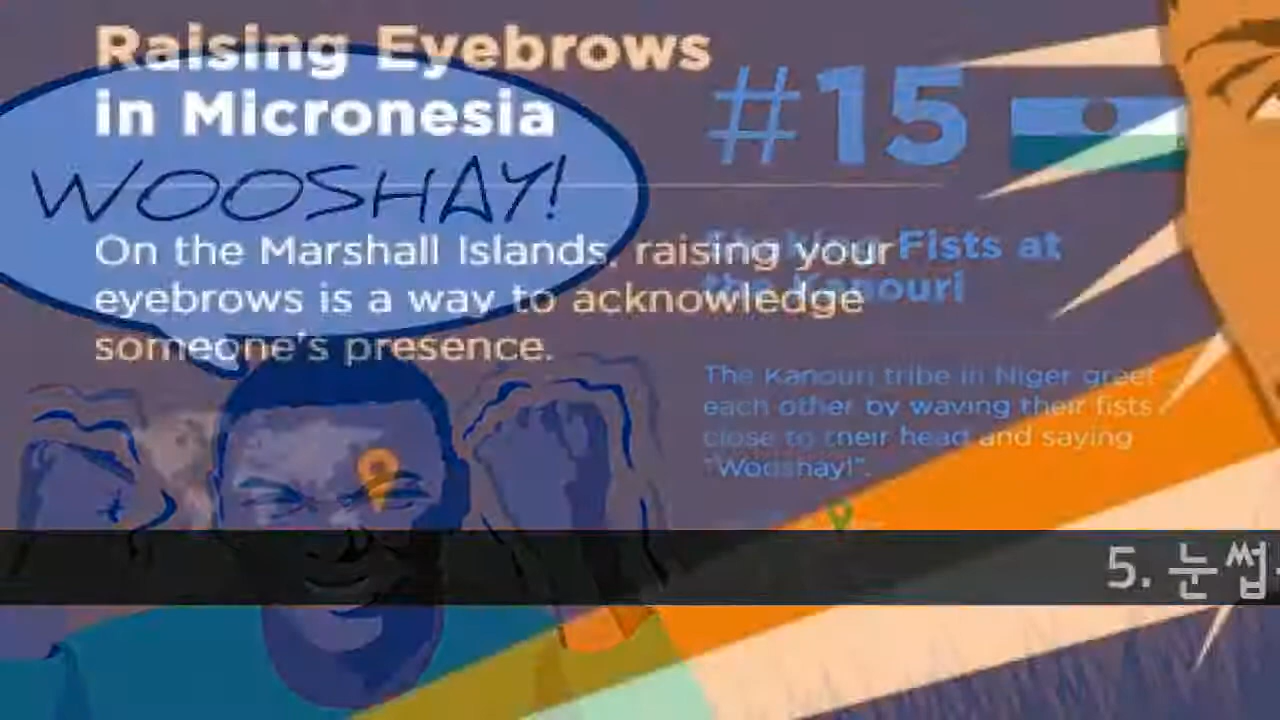 Raising Eyebrows
in Micronesia
WOOSHAY!
On the Marshall Islands, raising your
eyebrows is a way to acknowledge
someone's presence.
#15
Fists at
the Kanouri
The Kanouri tribe in Niger greet
each other by waving their fists
close to their head and saying
"Wooshay!".
5. 눈썹